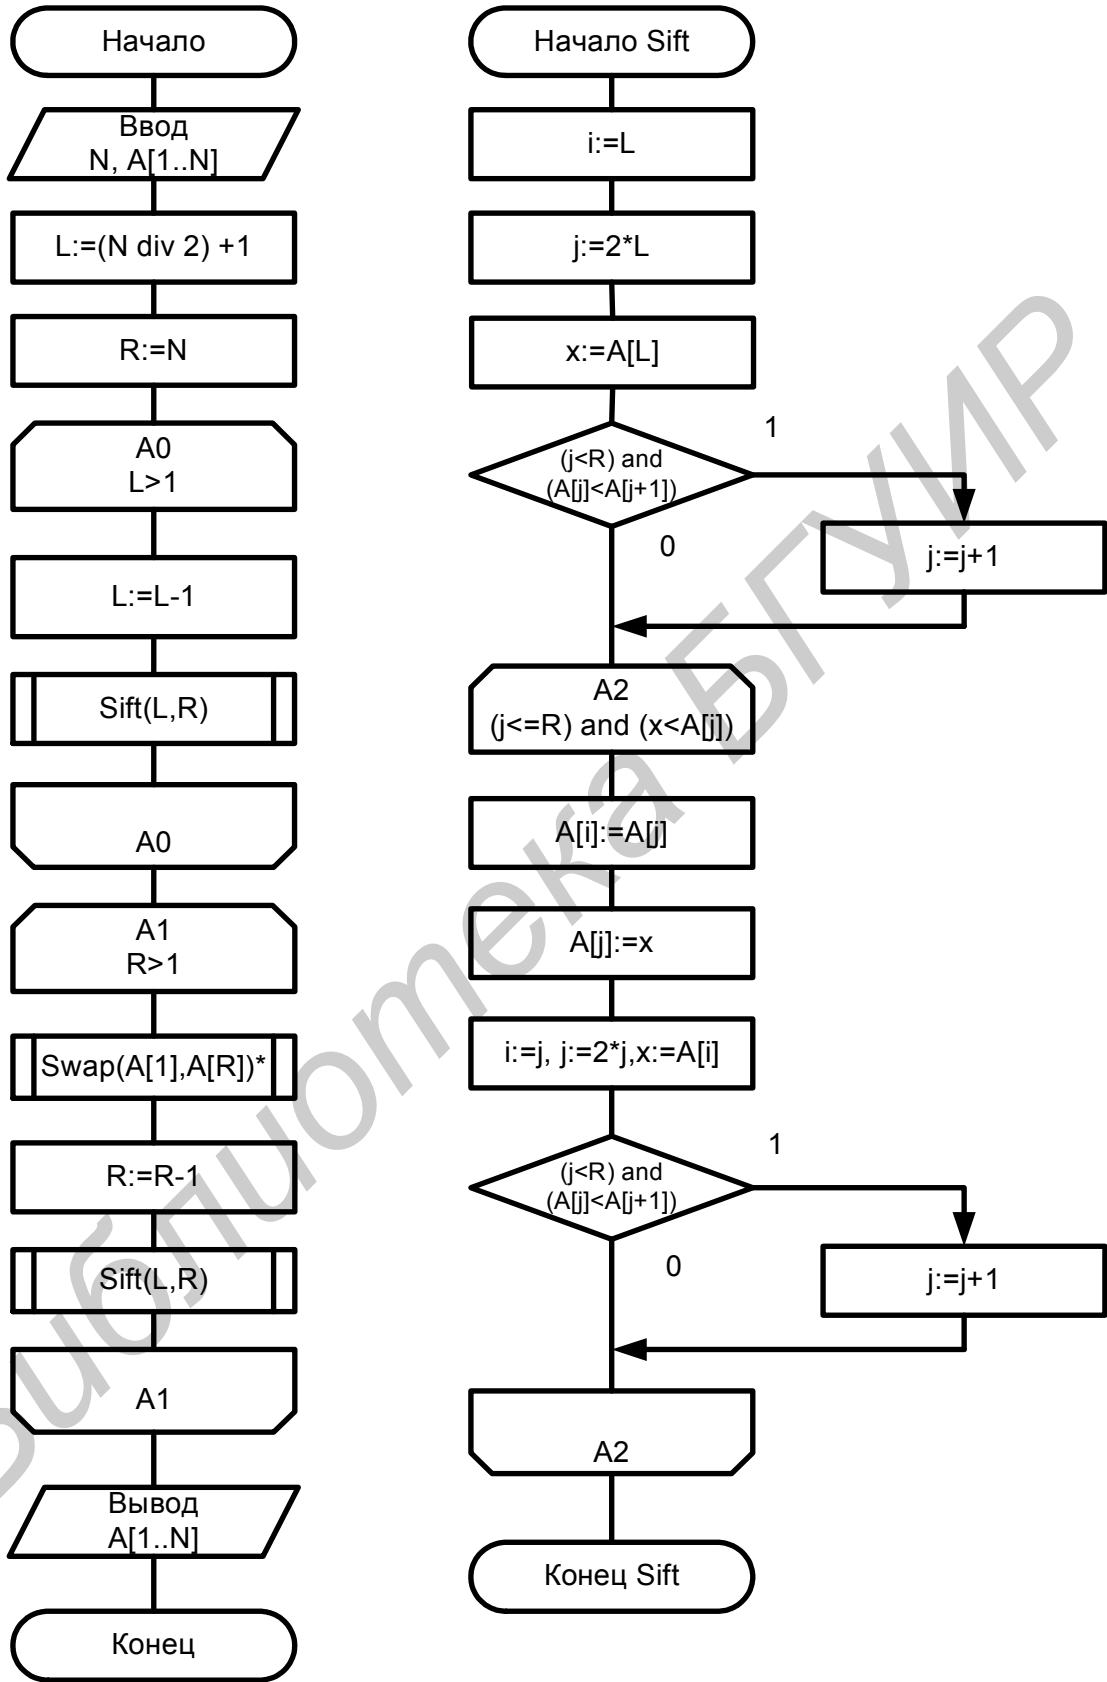 Начало
Ввод
N, A[1..N]
L:=(N div 2) +1
R:=N
A0
L>1
L:=L-1
Sift(L,R)
A0
A1
R>1
Swap(A[1],A[R])*
R:=R-1
Sift(L,R)
A1
Вывод
A[1..N]
Конец
Начало Sift
i:=L
j:=2*L
x:=A[L]
(j<R) and
(A[j]<A[j+1])
1
0
j:=j+1
A2
(j<=R) and (x<A[j])
A[i]:=A[j]
A[j]:=x
i:=j, j:=2*j,x:=A[i]
(j<R) and
(A[j]<A[j+1])
1
0
j:=j+1
A2
Конец Sift
Библиотека БГУИР